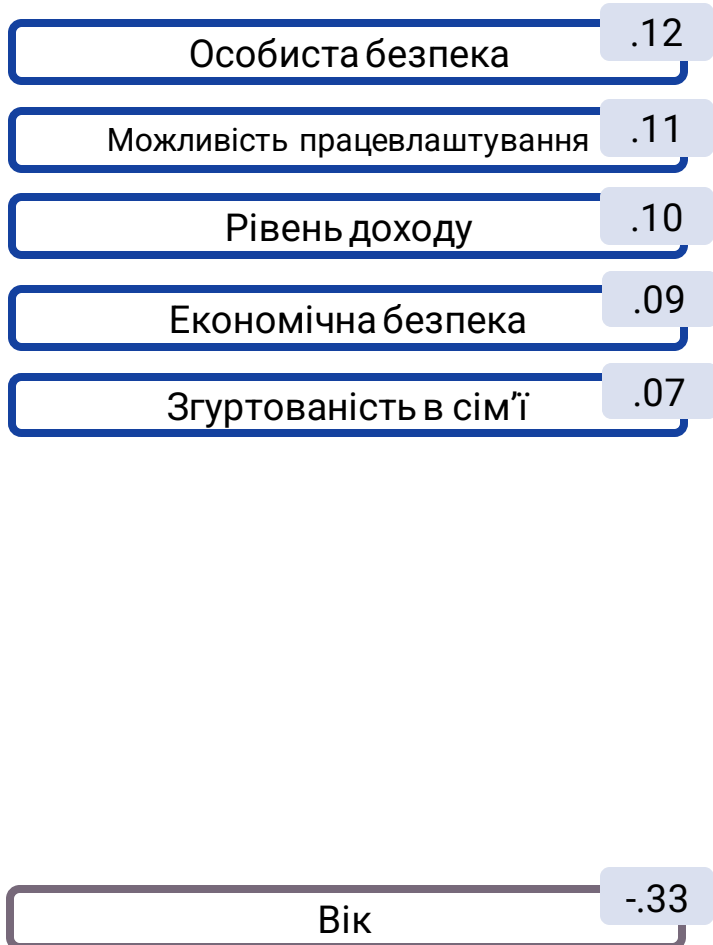 Особиста безпека .12
Можливість працевлаштування .11
Рівень доходу .10
Економічна безпека .09
Згуртованість в сім’ї .07
Вік -.33